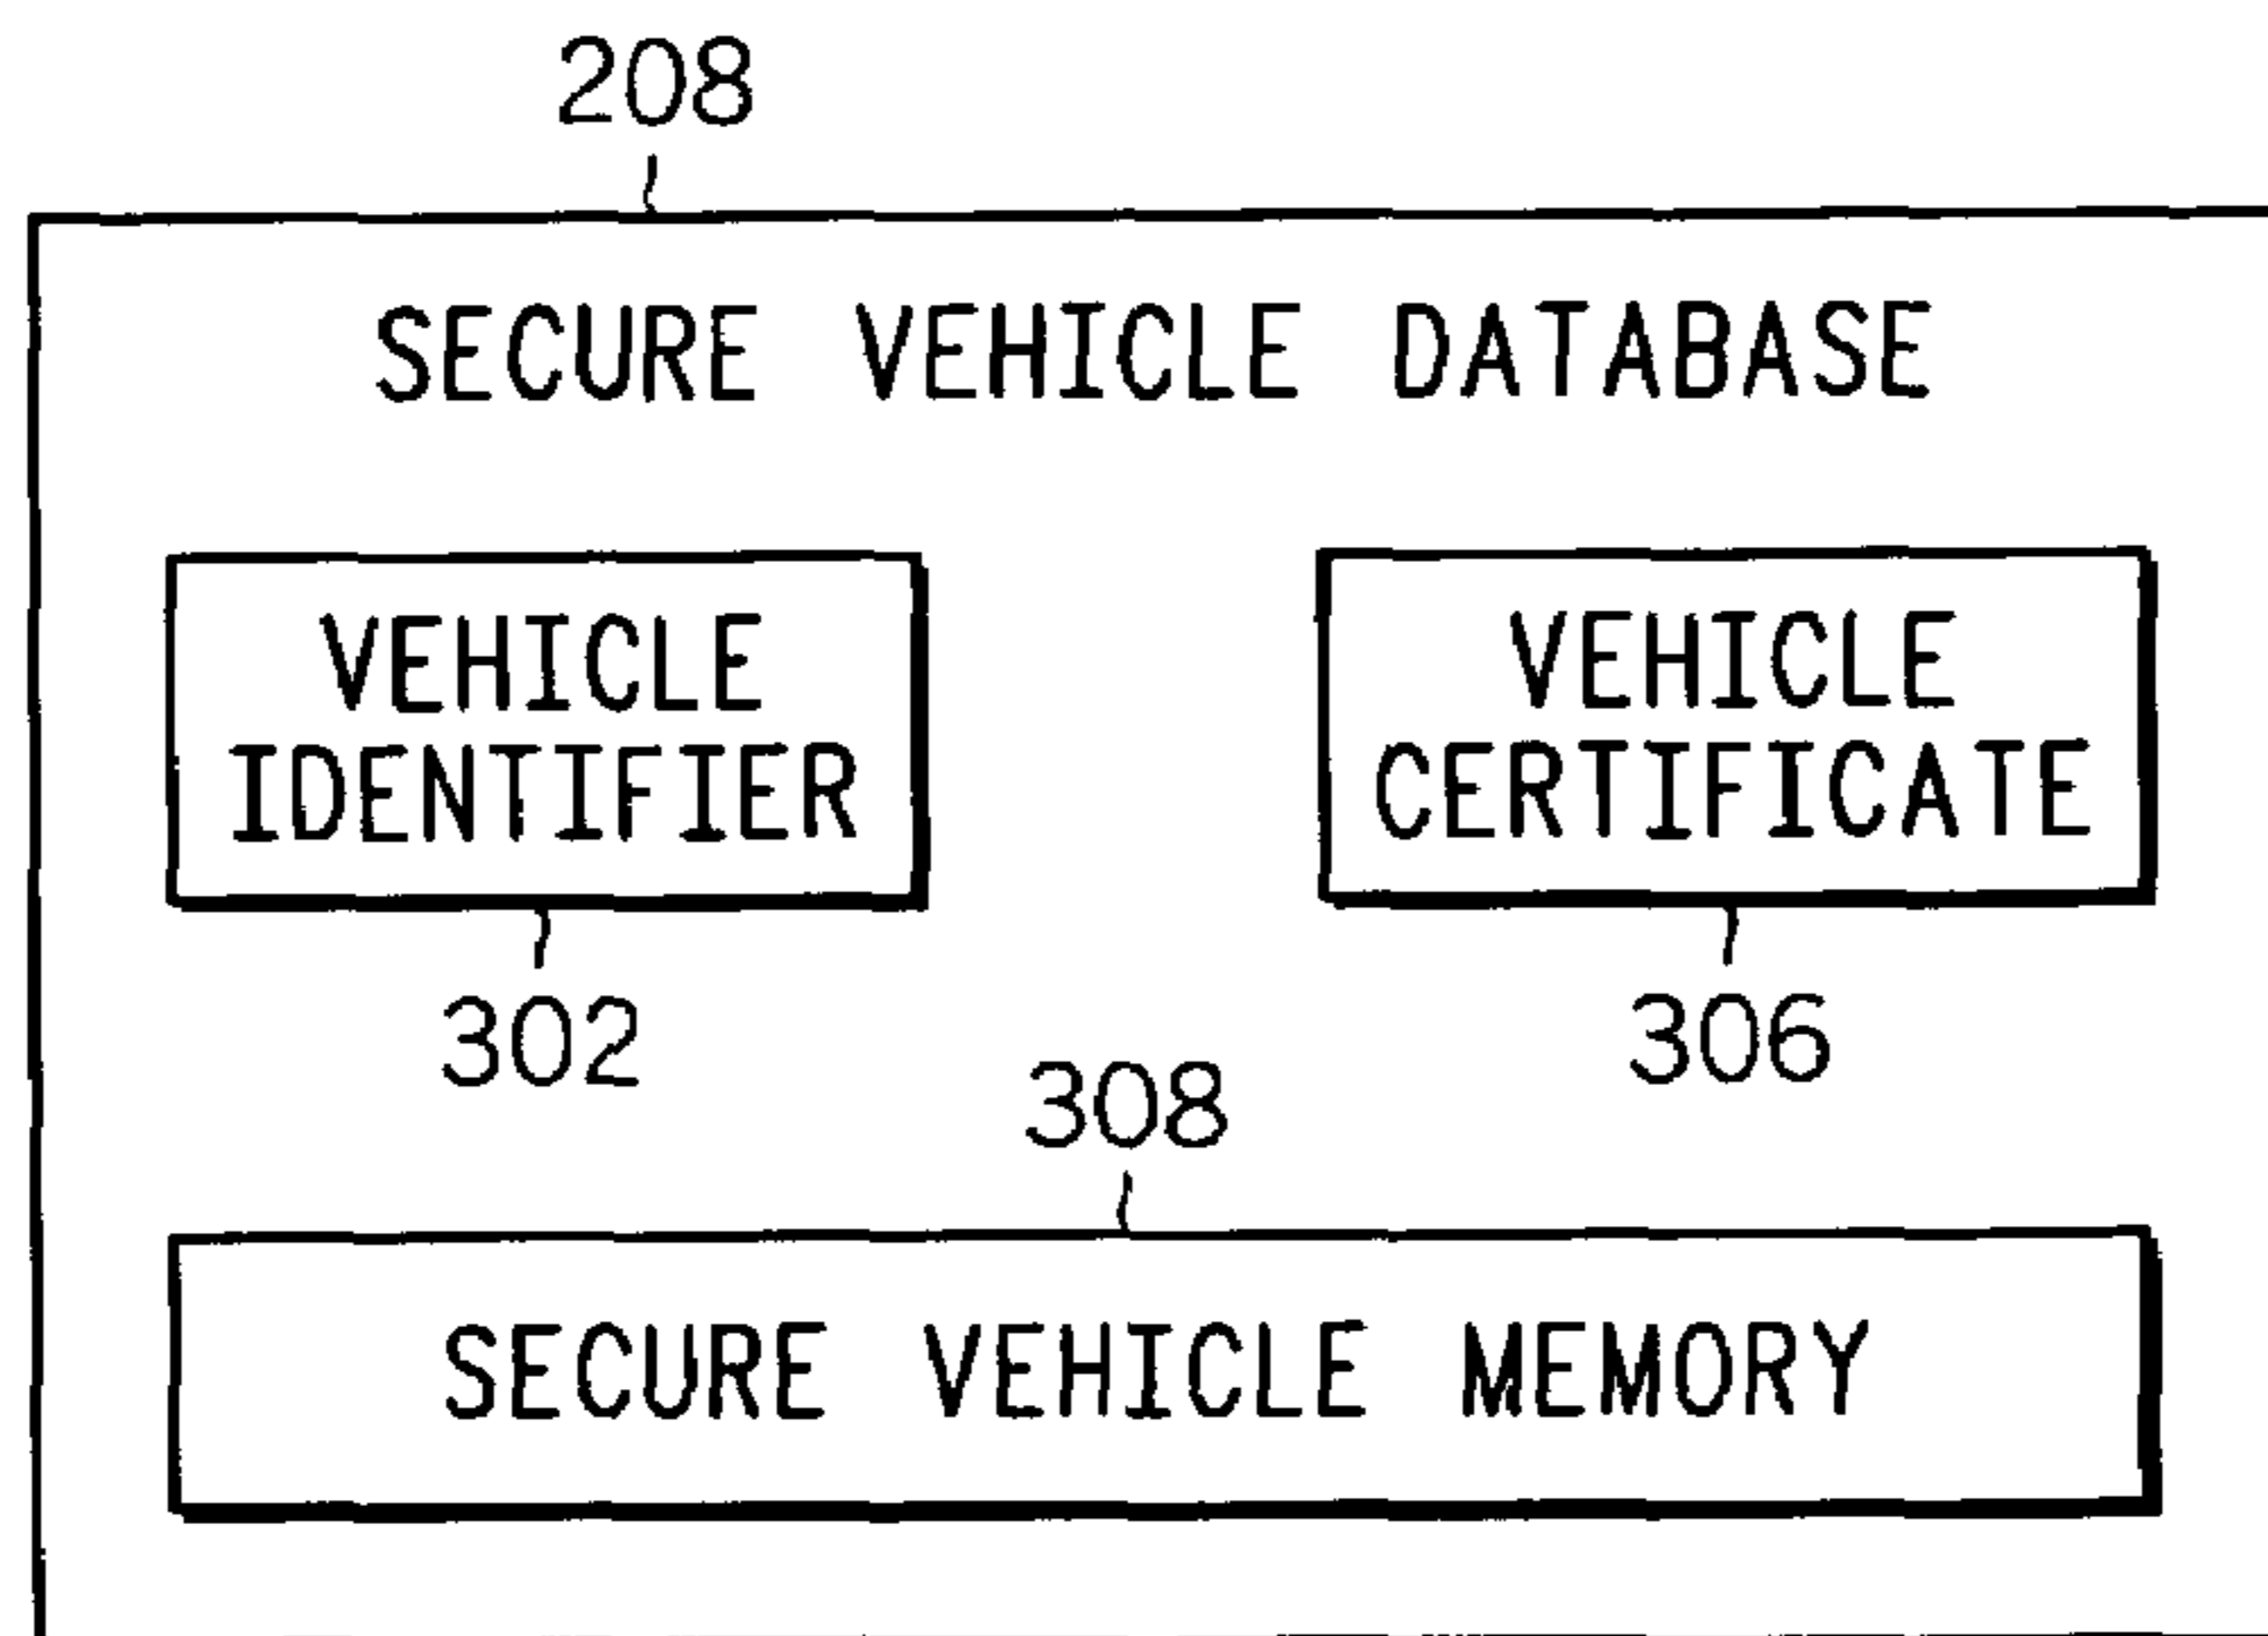 208
SECURE VEHICLE DATABASE
VEHICLE
IDENTIFIER
302
VEHICLE
CERTIFICATE
306
308
SECURE VEHICLE MEMORY